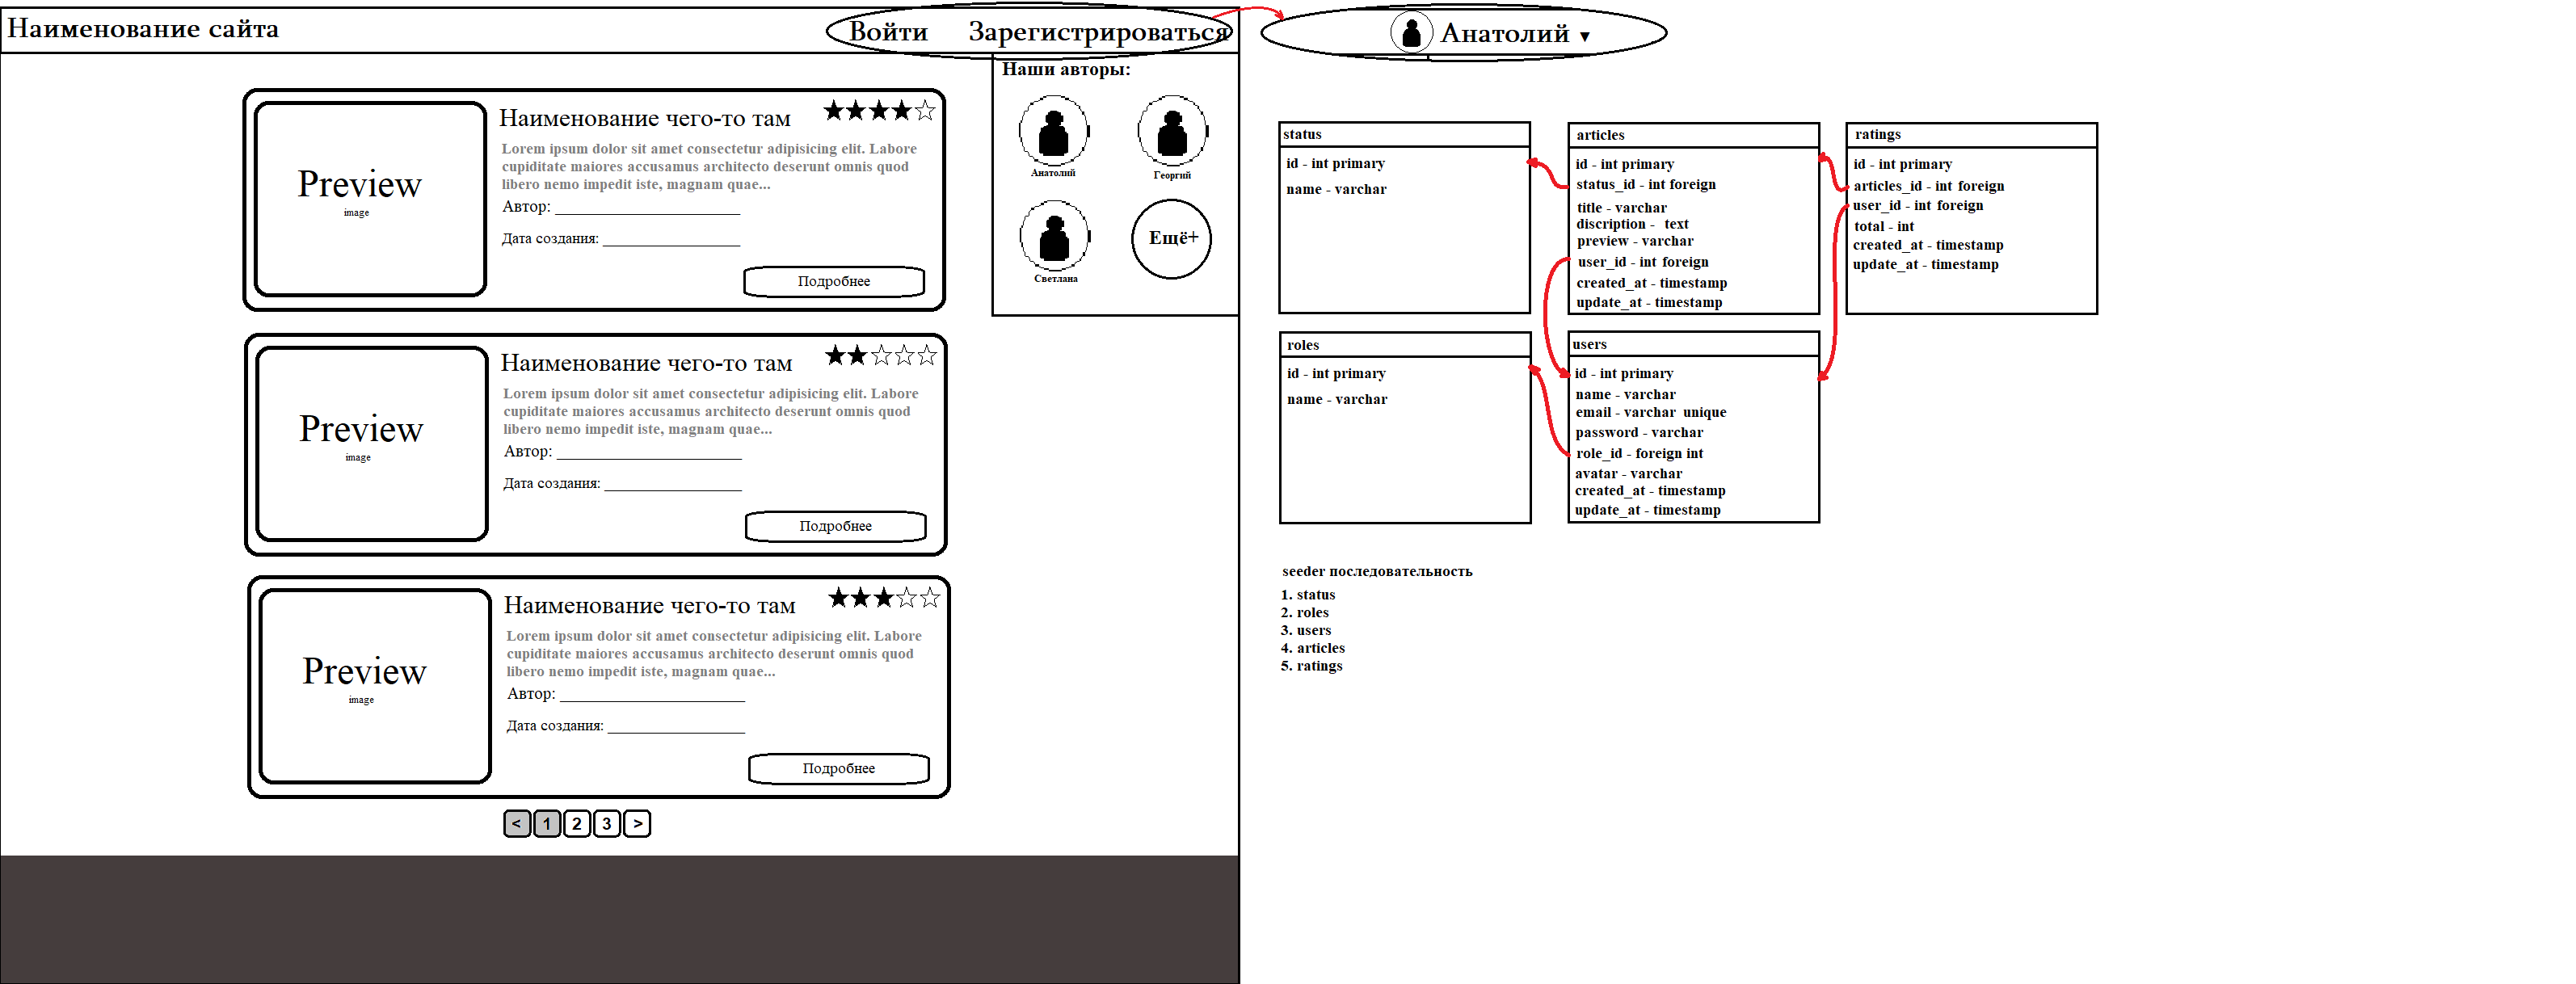 Наименование сайта
Войти Зарегистрироваться
Анатолий ▼
Наименование чего-то там
Lorem ipsum dolor sit amet consectetur adipisicing elit. Labore
cupiditate maiores accusamus architecto deserunt omnis quod
libero nemo impedit iste, magnam quae...
Автор:
Дата создания:
Подробнее
Preview
image
Наименование чего-то там
Lorem ipsum dolor sit amet consectetur adipisicing elit. Labore
cupiditate maiores accusamus architecto deserunt omnis quod
libero nemo impedit iste, magnam quae...
Автор:
Дата создания:
Подробнее
Preview
image
Наименование чего-то там
Lorem ipsum dolor sit amet consectetur adipisicing elit. Labore
cupiditate maiores accusamus architecto deserunt omnis quod
libero nemo impedit iste, magnam quae...
Автор:
Дата создания:
Подробнее
Preview
image
< 1 2 3 >
Наши авторы:
Анатолий
Георгий
Светлана
Ещё+
status
id - int primary
name - varchar
articles
id - int primary
status_id - int foreign
title - varchar
discription - text
preview - varchar
user_id - int foreign
created_at - timestamp
update_at - timestamp
ratings
id - int primary
articles_id - int foreign
user_id - int foreign
total - int
created_at - timestamp
update_at - timestamp
roles
id - int primary
name - varchar
users
id - int primary
name - varchar
email - varchar unique
password - varchar
role_id - foreign int
avatar - varchar
created_at - timestamp
update_at - timestamp
seeder последовательность
1. status
2. roles
3. users
4. articles
5. ratings